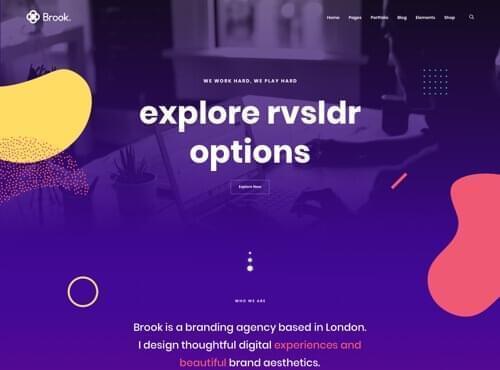 Brook.
Home Pages Portfolio Blog Elements Shop
WE WORK HARD, WE PLAY HARD
explore rvsldr
options
Explore Now
WHO WE ARE
Brook is a branding agency based in London.
I design thoughtful digital experiences and
beautiful brand aesthetics.